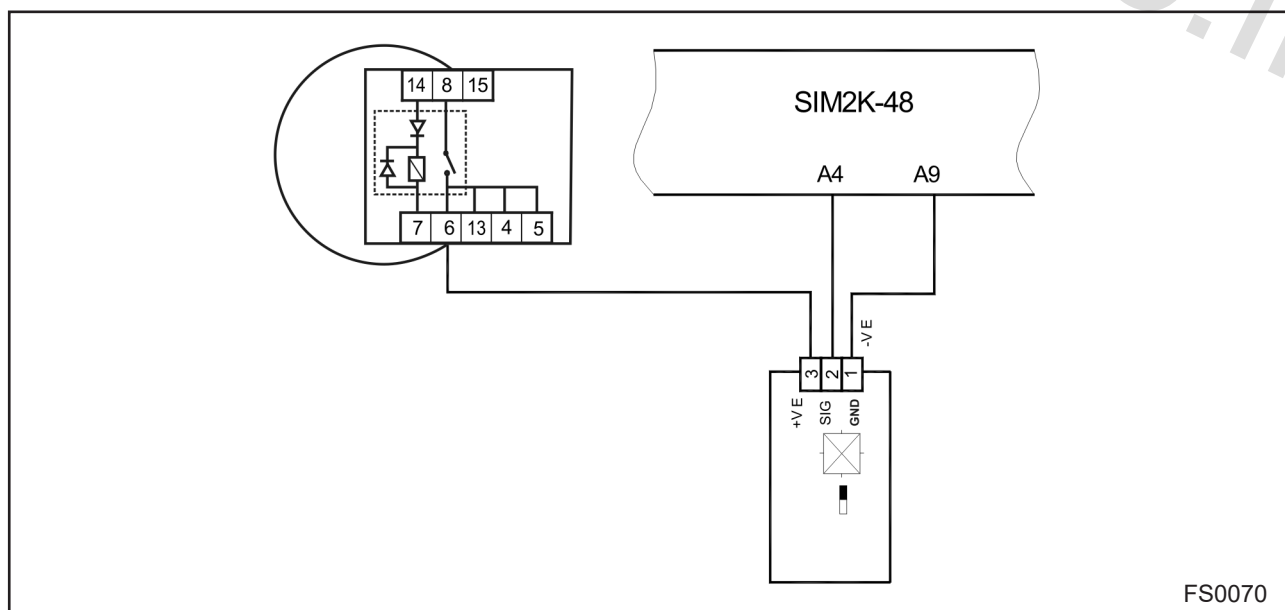 14 8 15
SIM2K-48
A4 A9
7 6 13 4 5
-VE
3 2 1
+VE SIG GND
FS0070